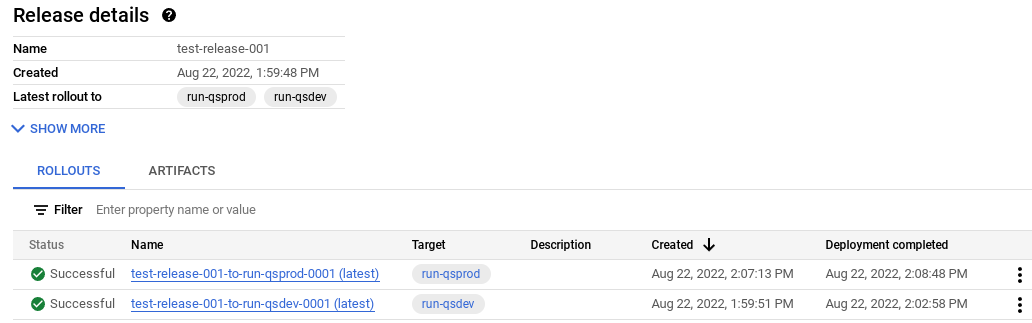 Release details
Name test-release-001
Created Aug 22, 2022, 1:59:48 PM
Latest rollout to run-qsprod run-qsdev
SHOW MORE
ROLLOUTS ARTIFACTS
Filter Enter property name or value
Status Name Target Description Created Deployment completed
Successful test-release-001-to-run-qsprod-0001 (latest) run-qsprod Aug 22, 2022, 2:07:13 PM Aug 22, 2022, 2:08:48 PM
Successful test-release-001-to-run-qsdev-0001 (latest) run-qsdev Aug 22, 2022, 1:59:51 PM Aug 22, 2022, 2:02:58 PM